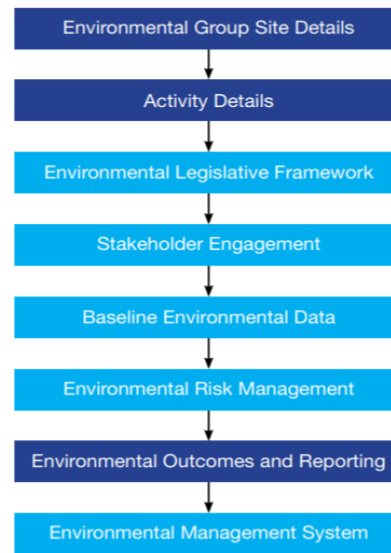 Environmental Group Site Details
Activity Details
Environmental Legislative Framework
Stakeholder Engagement
Baseline Environmental Data
Environmental Risk Management
Environmental Outcomes and Reporting
Environmental Management System